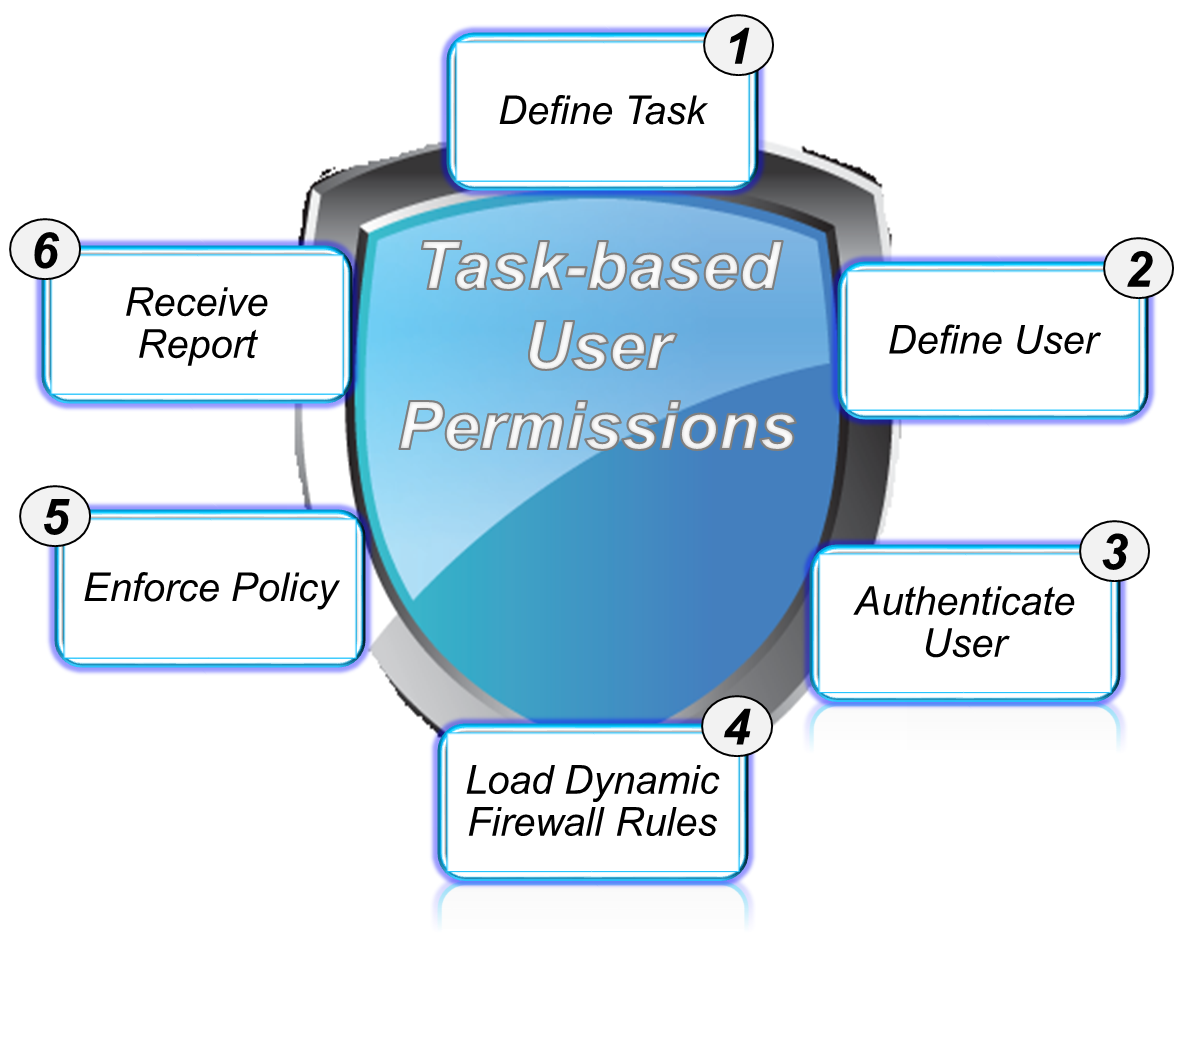 1
Define Task
Task-based
User
Permissions
2
Define User
3
Authenticate
User
4
Load Dynamic
Firewall Rules
5
Enforce Policy
6
Receive
Report